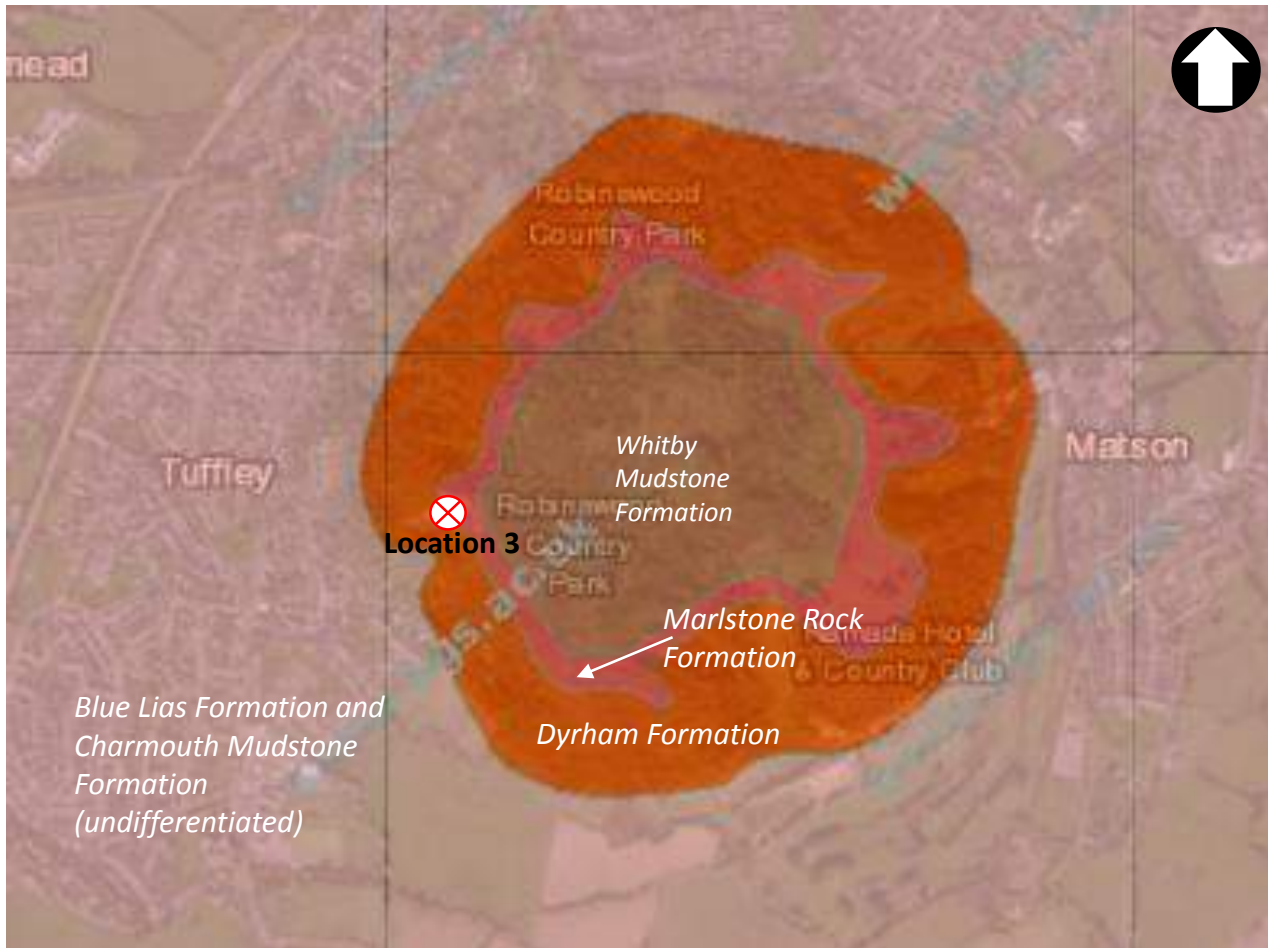 mead
Robinswood
Country Park
Whitby
Mudstone
Formation
Matson
Tuffley
Robinswood
Country
Park
Location 3
Marlstone Rock
Formation
Ramada Hotel
& Country Club
Blue Lias Formation and
Charmouth Mudstone
Formation
(undifferentiated)
Dyrham Formation